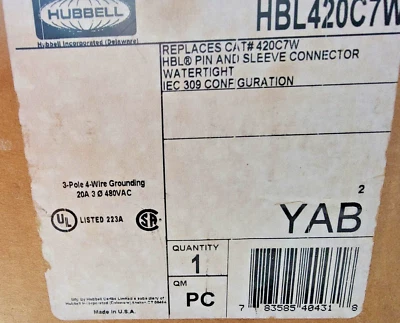 HUBBELL
Hubbell Incorporated (Delaware)
HBL420C7W
REPLACES CAT# 420C7W
HBL® PIN AND SLEEVE CONNECTOR
WATERTIGHT
IEC 309 CONFIGURATION
3-Pole 4-Wire Grounding
20A 3 Ø 480VAC
UL LISTED 223A SA
2
YAB
QUANTITY
1
QM
PC
Made in U.S.A.
7 83585 40431 8